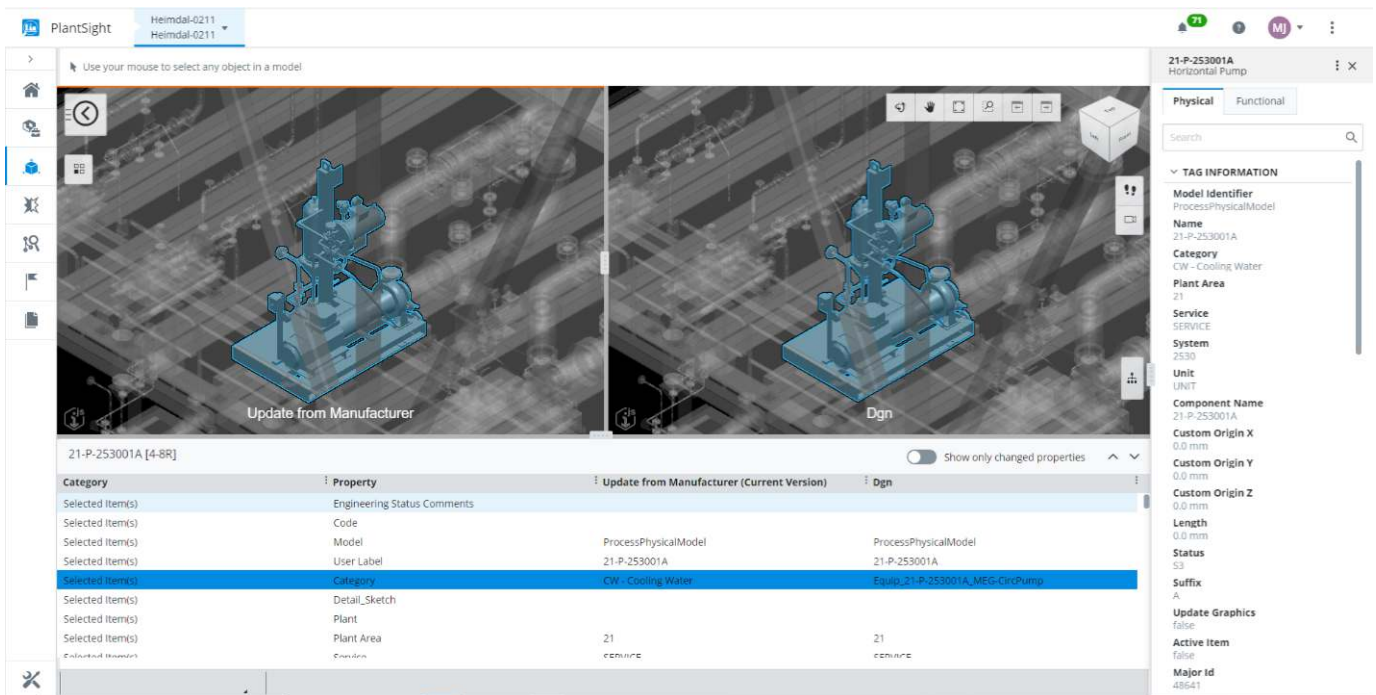 PlantSight
Heimdal-0211
Heimdal-0211
71
MJ
Use your mouse to select any object in a model
Update from Manufacturer
Dgn
21-P-253001A [4-8R]
Show only changed properties
Category Property Update from Manufacturer (Current Version) Dgn
Selected Item(s) Engineering Status Comments
Selected Item(s) Code
Selected Item(s) Model ProcessPhysicalModel ProcessPhysicalModel
Selected Item(s) User Label 21-P-253001A 21-P-253001A
Selected Item(s) Category CW - Cooling Water Equip_21-P-253001A_MEG-CircPump
Selected Item(s) Detail_Sketch
Selected Item(s) Plant
Selected Item(s) Plant Area 21 21
Selected Item(s) Service SERVICE SERVICE
21-P-253001A
Horizontal Pump
Physical Functional
Search
TAG INFORMATION
Model Identifier
ProcessPhysicalModel
Name
21-P-253001A
Category
CW - Cooling Water
Plant Area
21
Service
SERVICE
System
2530
Unit
UNIT
Component Name
21-P-253001A
Custom Origin X
0.0 mm
Custom Origin Y
0.0 mm
Custom Origin Z
0.0 mm
Length
0.0 mm
Status
S3
Suffix
A
Update Graphics
false
Active Item
false
Major Id
48641